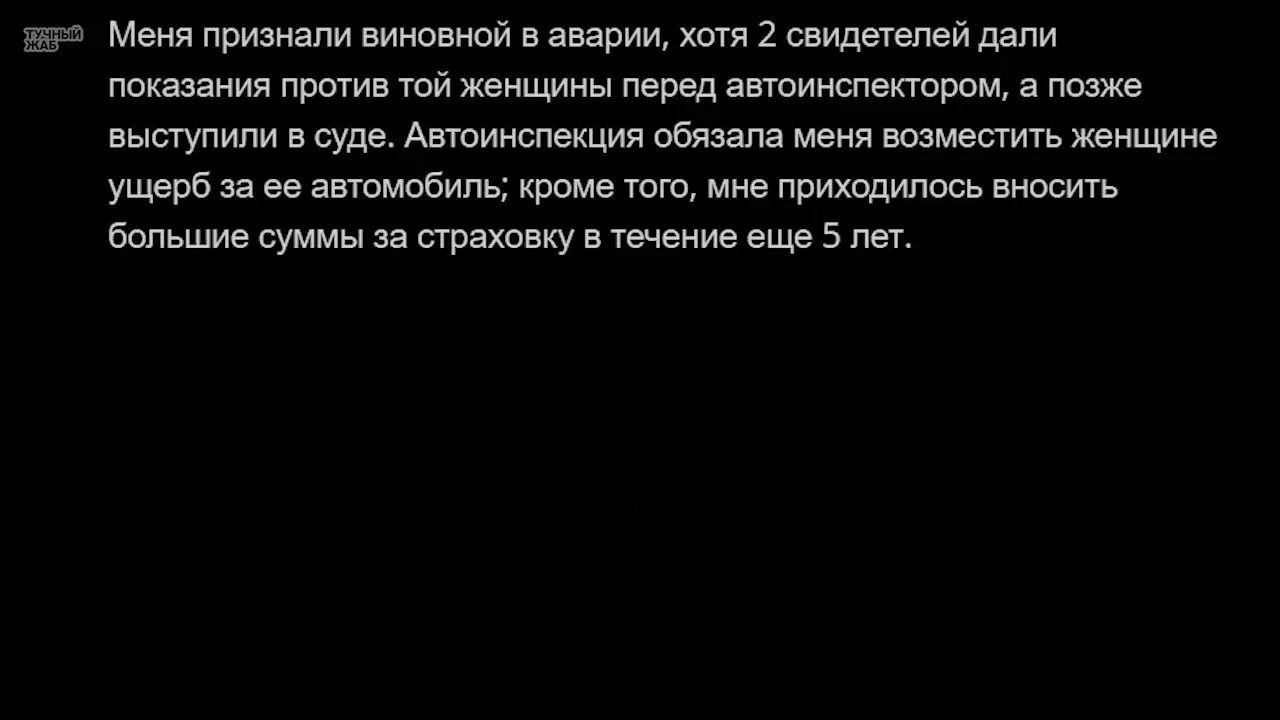 ТУЧНЫЙ
ЖАБ
Меня признали виновной в аварии, хотя 2 свидетелей дали
показания против той женщины перед автоинспектором, а позже
выступили в суде. Автоинспекция обязала меня возместить женщине
ущерб за ее автомобиль; кроме того, мне приходилось вносить
большие суммы за страховку в течение еще 5 лет.